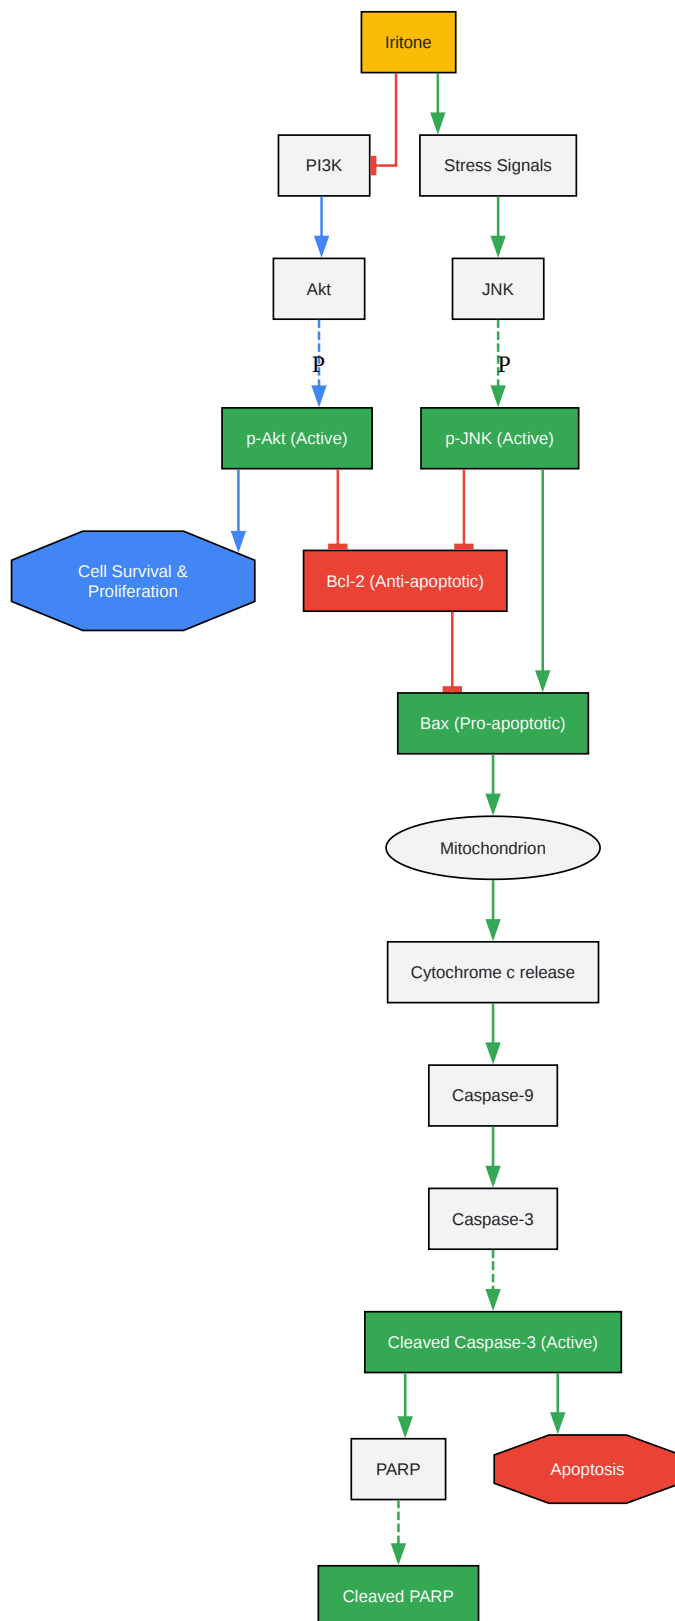 Iritone
PI3K
Stress Signals
Akt
JNK
P
P
p-Akt (Active)
p-JNK (Active)
Cell Survival &
Proliferation
Bcl-2 (Anti-apoptotic)
Bax (Pro-apoptotic)
Mitochondrion
Cytochrome c release
Caspase-9
Caspase-3
Cleaved Caspase-3 (Active)
PARP
Apoptosis
Cleaved PARP